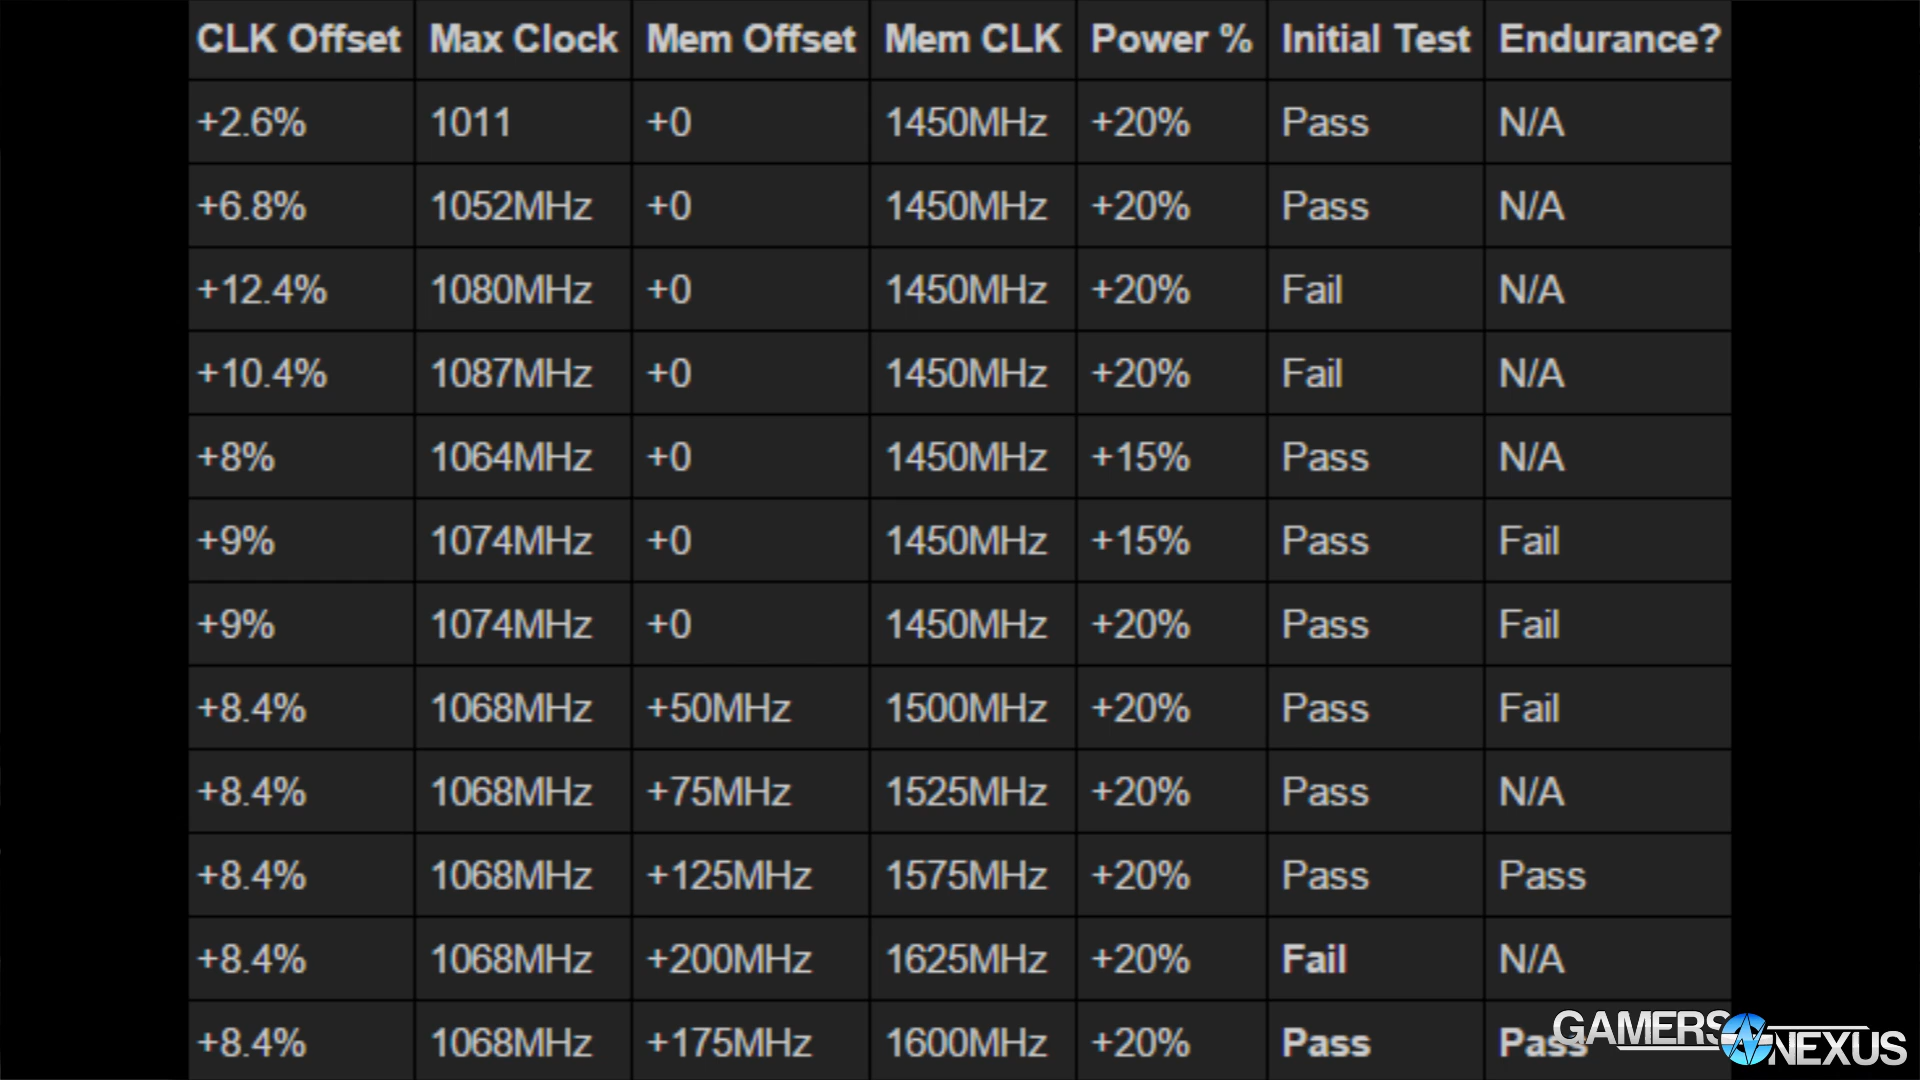 CLK Offset Max Clock Mem Offset Mem CLK Power % Initial Test Endurance?
+2.6% 1011 +0 1450MHz +20% Pass N/A
+6.8% 1052MHz +0 1450MHz +20% Pass N/A
+12.4% 1080MHz +0 1450MHz +20% Fail N/A
+10.4% 1087MHz +0 1450MHz +20% Fail N/A
+8% 1064MHz +0 1450MHz +15% Pass N/A
+9% 1074MHz +0 1450MHz +15% Pass Fail
+9% 1074MHz +0 1450MHz +20% Pass Fail
+8.4% 1068MHz +50MHz 1500MHz +20% Pass Fail
+8.4% 1068MHz +75MHz 1525MHz +20% Pass N/A
+8.4% 1068MHz +125MHz 1575MHz +20% Pass Pass
+8.4% 1068MHz +200MHz 1625MHz +20% Fail N/A
+8.4% 1068MHz +175MHz 1600MHz +20% Pass Pass
GAMERS NEXUS